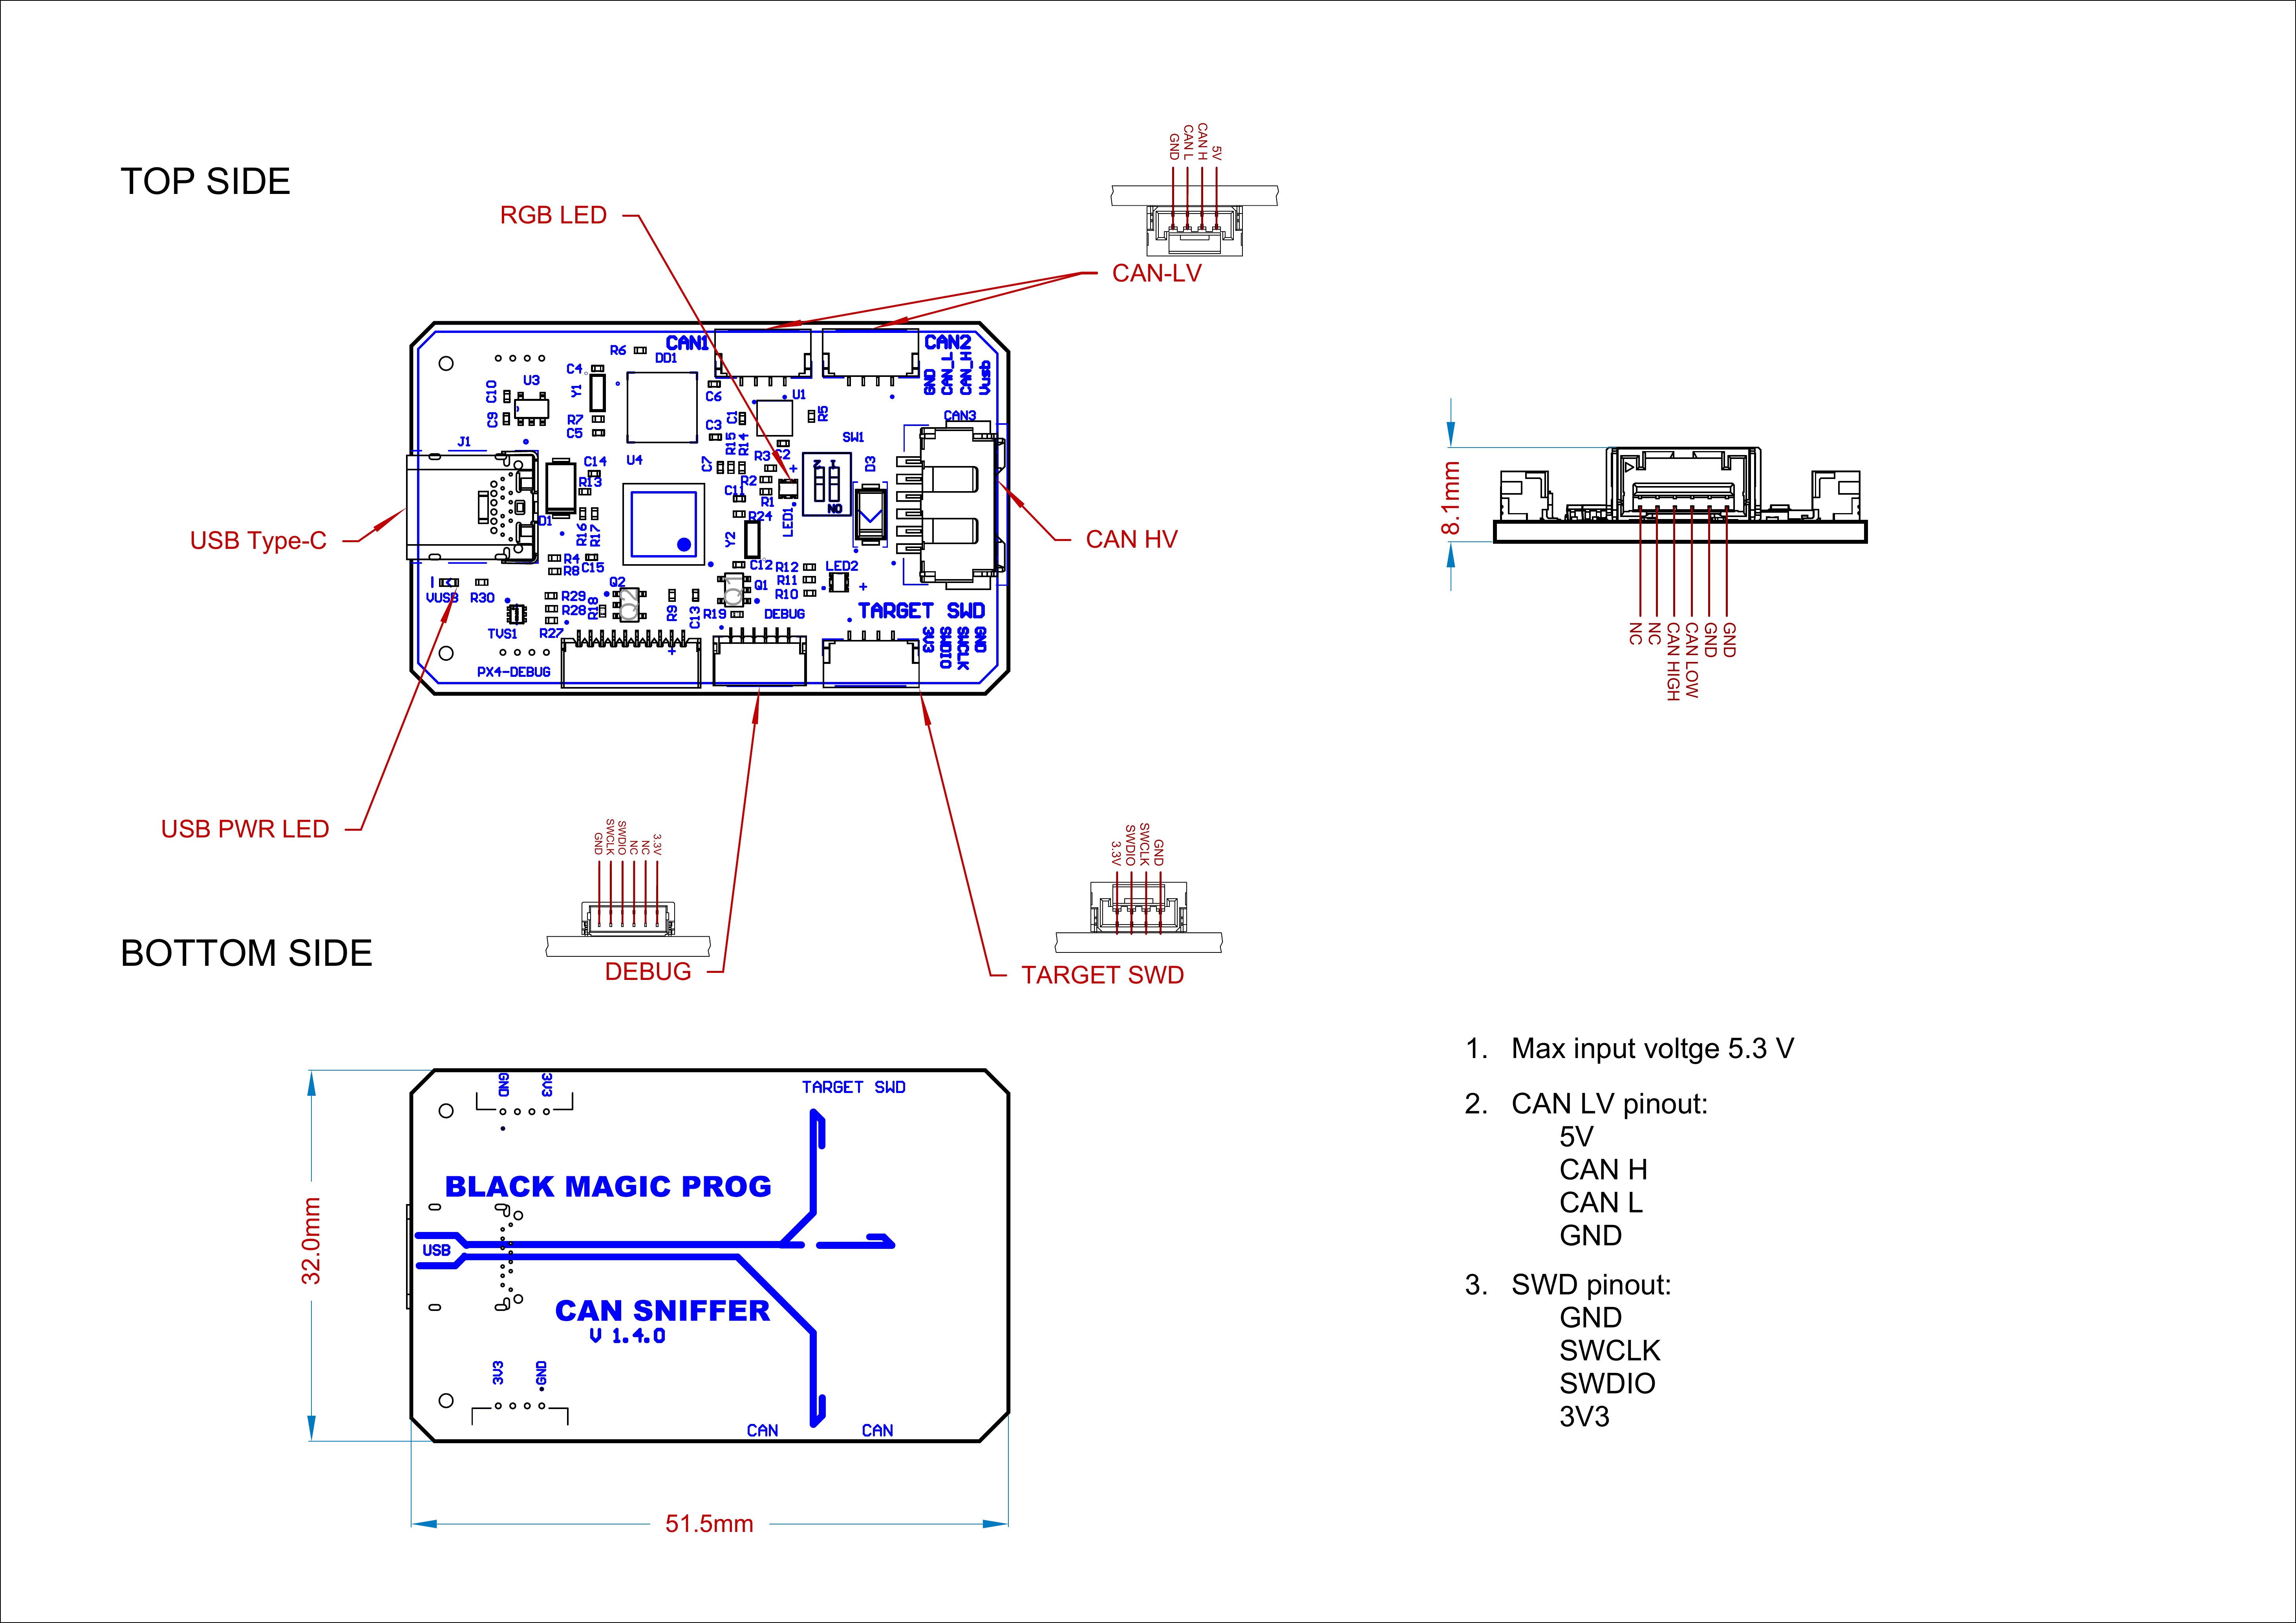 TOP SIDE
RGB LED
GND
CAN L
CAN H
5V
CAN-LV
USB Type-C
CAN HV
USB PWR LED
CAN1
CAN2
GND
CAN_L
CAN_H
Vusb
R6
DD1
C4
Y1
U3
C10
C9
R7
C5
C6
U1
R5
C1
C3
R15
R14
C7
R3
C2
R2
C11
R1
R24
LED1
SW1
2
1
ON
D3
CAN3
J1
U4
C14
R13
D1
R16
R17
R4
R8
C15
VUSB
R30
TVS1
R29
R28
R27
R18
Q2
Q2
R9
C13
Y2
C12
Q1
Q1
R19
R12
R11
R10
LED2
DEBUG
PX4-DEBUG
TARGET SWD
3V3
SWDIO
SWCLK
GND
8.1mm
NC
NC
CAN HIGH
CAN LOW
GND
GND
GND
SWCLK
SWDIO
NC
NC
3.3V
DEBUG
3.3V
SWDIO
SWCLK
GND
TARGET SWD
BOTTOM SIDE
GND
3V3
TARGET SWD
BLACK MAGIC PROG
USB
CAN SNIFFER
V 1.4.0
3V3
GND
CAN
CAN
32.0mm
51.5mm
1. Max input voltge 5.3 V
2. CAN LV pinout:
5V
CAN H
CAN L
GND
3. SWD pinout:
GND
SWCLK
SWDIO
3V3